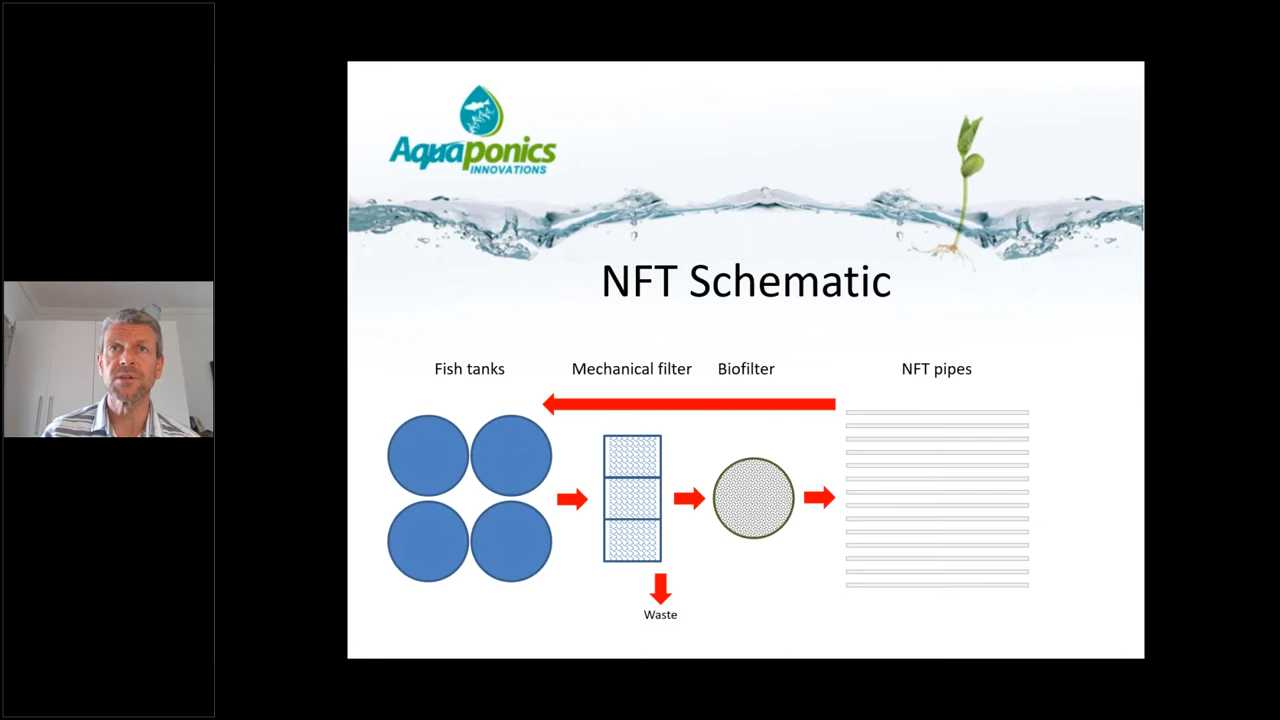 Aquaponics
INNOVATIONS
NFT Schematic
Fish tanks
Mechanical filter
Biofilter
NFT pipes
Waste